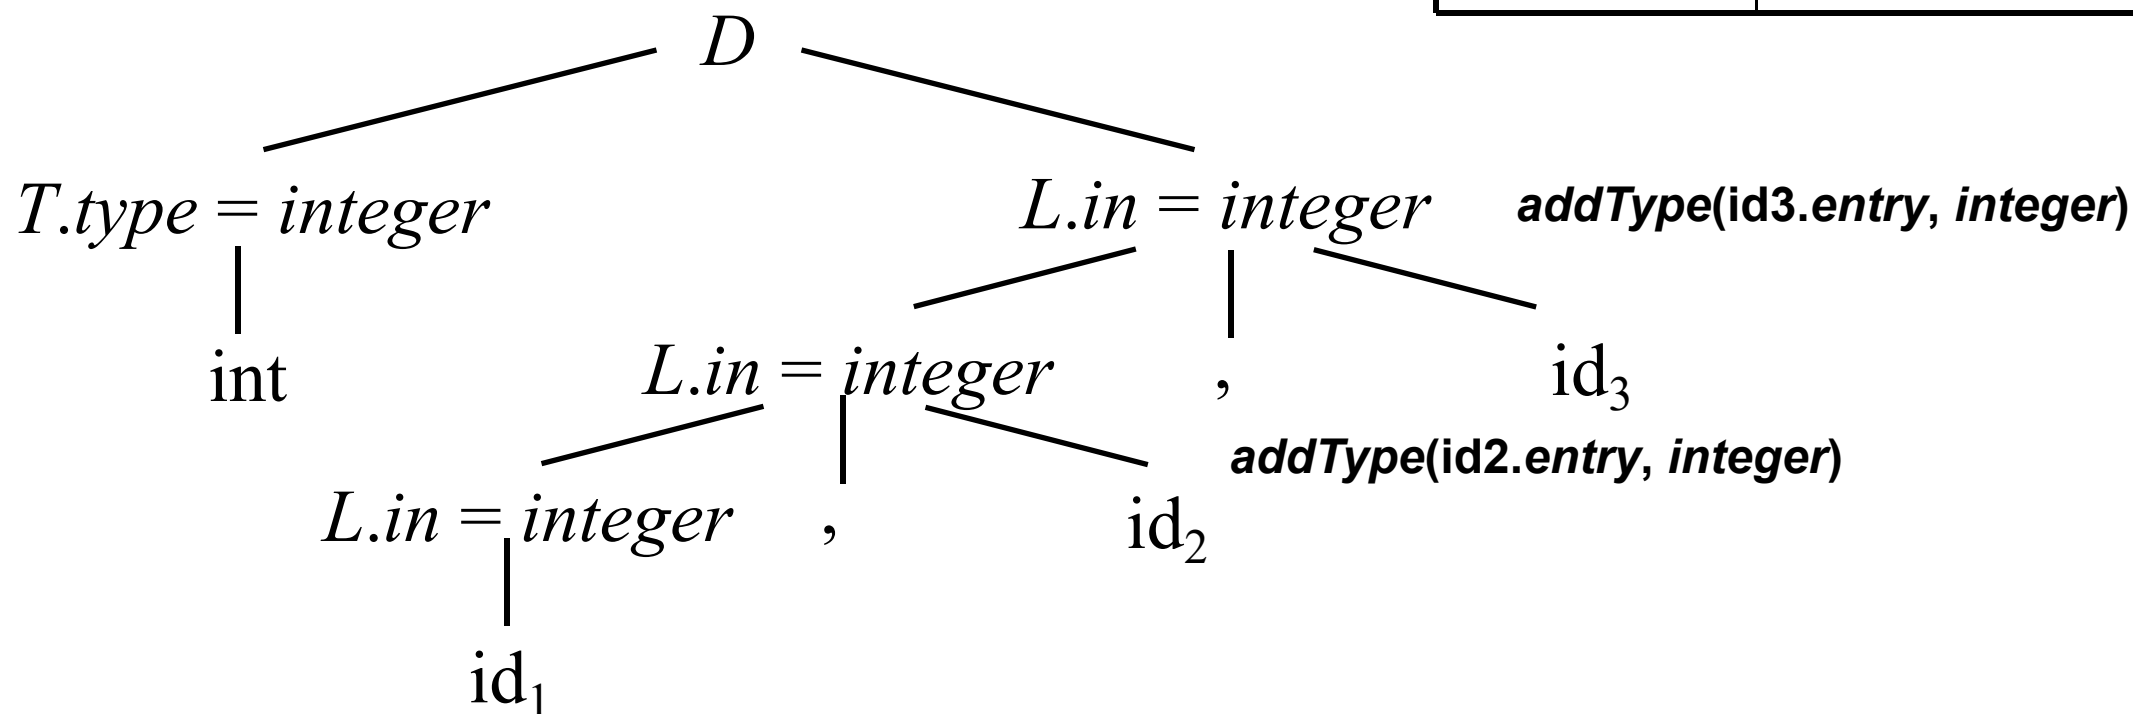 D
T.type = integer
L.in = integer addType(id3.entry, integer)
int
L.in = integer , id₃
addType(id2.entry, integer)
L.in = integer , id₂
id₁